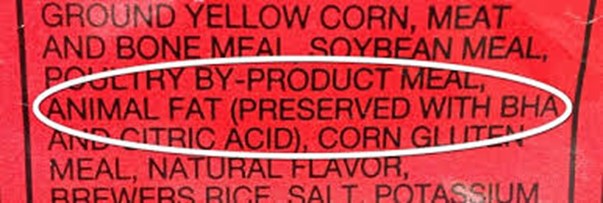 GROUND YELLOW CORN, MEAT
AND BONE MEAL, SOYBEAN MEAL,
POULTRY BY-PRODUCT MEAL,
ANIMAL FAT (PRESERVED WITH BHA
AND CITRIC ACID), CORN GLUTEN
MEAL, NATURAL FLAVOR,
BREWERS RICE, SALT, POTASSIUM